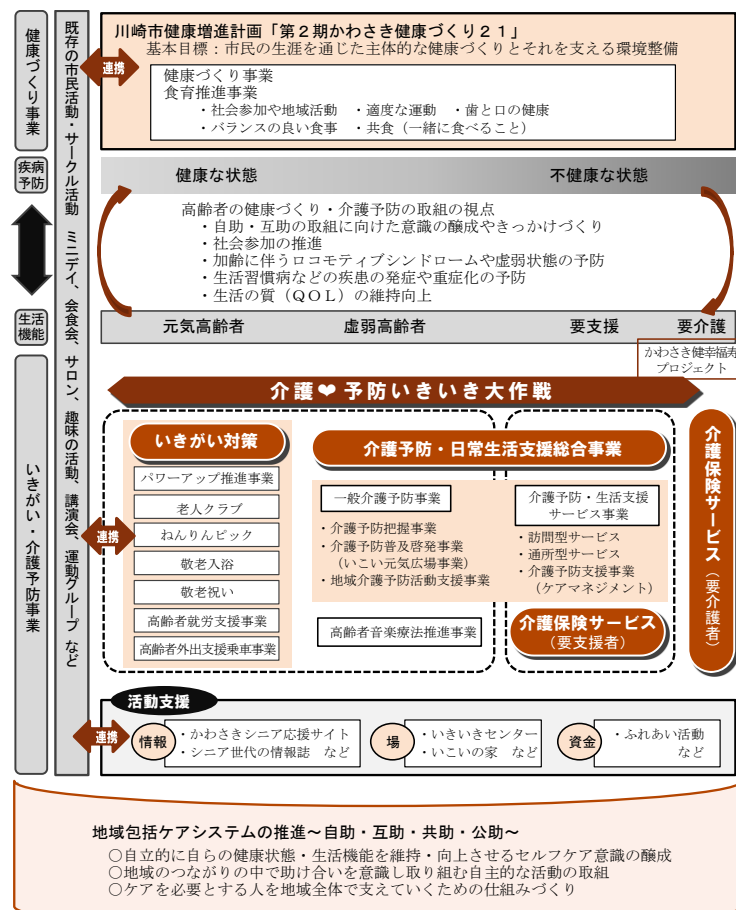 健康づくり事業
疾病
予防
生活
機能
いきがい・介護予防事業
既存の市民活動・サークル活動 ミニデイ、会食会、サロン、趣味の活動、講演会、運動グループ など
川崎市健康増進計画「第2期かわさき健康づくり21」
基本目標：市民の生涯を通じた主体的な健康づくりとそれを支える環境整備
連携
健康づくり事業
食育推進事業
・社会参加や地域活動 ・適度な運動 ・歯と口の健康
・バランスの良い食事 ・共食（一緒に食べること）
健康な状態 不健康な状態
高齢者の健康づくり・介護予防の取組の視点
・自助・互助の取組に向けた意識の醸成やきっかけづくり
・社会参加の推進
・加齢に伴うロコモティブシンドロームや虚弱状態の予防
・生活習慣病などの疾患の発症や重症化の予防
・生活の質（QOL）の維持向上
元気高齢者 虚弱高齢者 要支援 要介護
かわさき健幸福寿
プロジェクト
介護❤予防いきいき大作戦
いきがい対策
パワーアップ推進事業
老人クラブ
ねんりんピック
敬老入浴
敬老祝い
高齢者就労支援事業
高齢者外出支援乗車事業
連携
介護予防・日常生活支援総合事業
一般介護予防事業
・介護予防把握事業
・介護予防普及啓発事業
（いこい元気広場事業）
・地域介護予防活動支援事業
高齢者音楽療法推進事業
介護予防・生活支援
サービス事業
・訪問型サービス
・通所型サービス
・介護予防支援事業
（ケアマネジメント）
介護保険サービス
（要支援者）
介護保険サービス（要介護者）
活動支援
連携
情報
・かわさきシニア応援サイト
・シニア世代の情報誌 など
場
・いきいきセンター
・いこいの家 など
資金
・ふれあい活動
など
地域包括ケアシステムの推進～自助・互助・共助・公助～
○自立的に自らの健康状態・生活機能を維持・向上させるセルフケア意識の醸成
○地域のつながりの中で助け合いを意識し取り組む自主的な活動の取組
○ケアを必要とする人を地域全体で支えていくための仕組みづくり